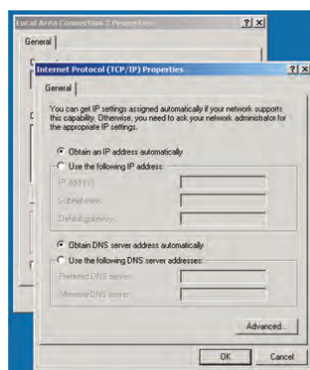 Local Area Connection 2 Properties
General
Internet Protocol (TCP/IP) Properties
General
You can get IP settings assigned automatically if your network supports
this capability. Otherwise, you need to ask your network administrator for
the appropriate IP settings.
Obtain an IP address automatically
Use the following IP address:
IP address:
Subnet mask:
Default gateway:
Obtain DNS server address automatically
Use the following DNS server addresses:
Preferred DNS server:
Alternate DNS server:
Advanced...
OK
Cancel